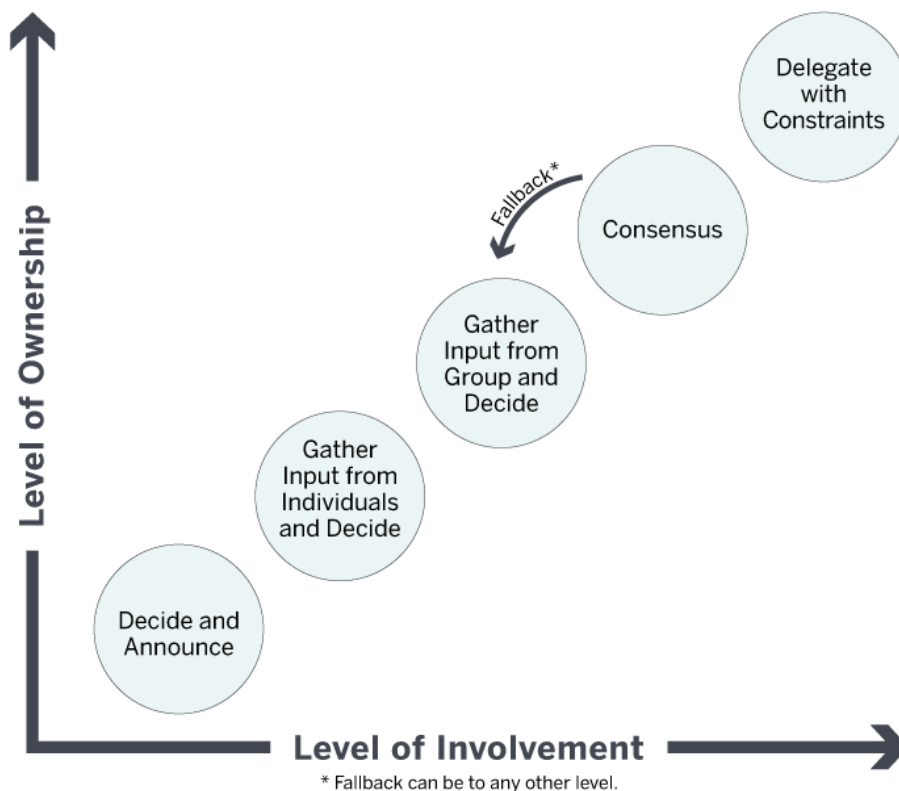 Delegate
with
Constraints
Fallback*
Consensus
Gather
Input from
Group and
Decide
Gather
Input from
Individuals
and Decide
Decide and
Announce
Level of Ownership
Level of Involvement
* Fallback can be to any other level.